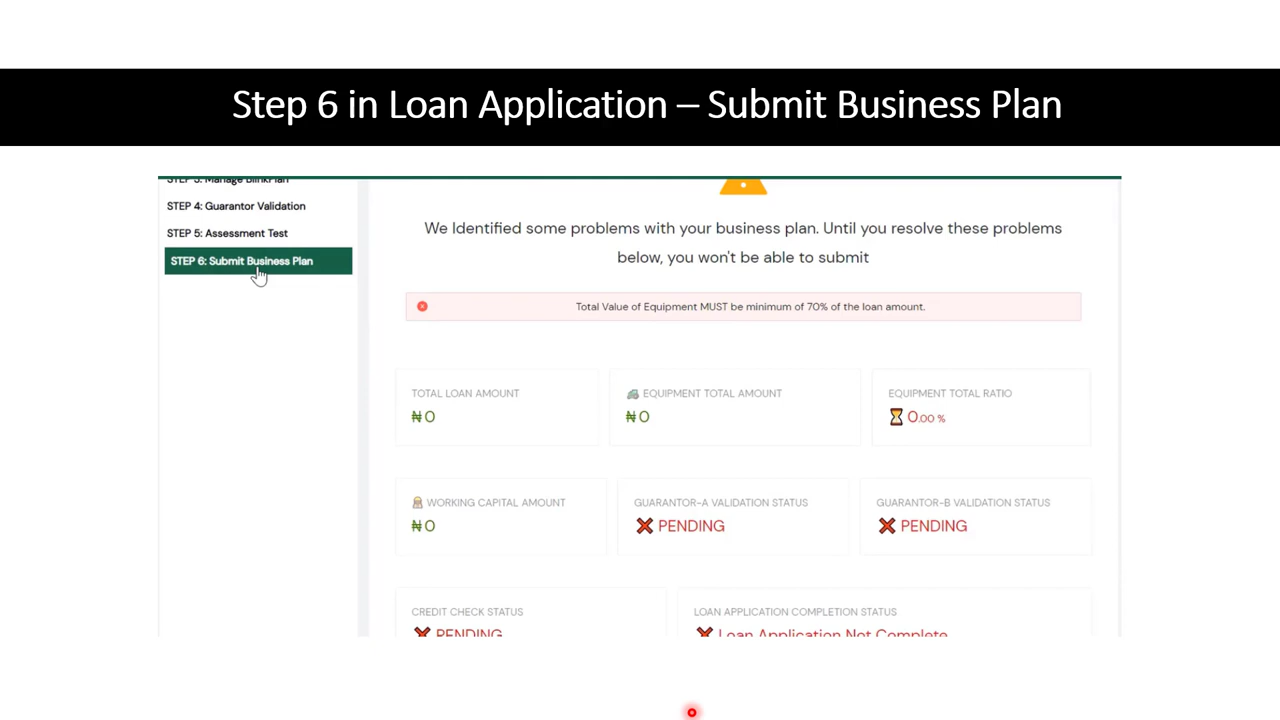 Step 6 in Loan Application – Submit Business Plan
STEP 3: Manage BlinkPlan
STEP 4: Guarantor Validation
STEP 5: Assessment Test
STEP 6: Submit Business Plan
We Identified some problems with your business plan. Until you resolve these problems
below, you won't be able to submit
Total Value of Equipment MUST be minimum of 70% of the loan amount.
TOTAL LOAN AMOUNT
₦ 0
EQUIPMENT TOTAL AMOUNT
₦ 0
EQUIPMENT TOTAL RATIO
0.00 %
WORKING CAPITAL AMOUNT
₦ 0
GUARANTOR-A VALIDATION STATUS
PENDING
GUARANTOR-B VALIDATION STATUS
PENDING
CREDIT CHECK STATUS
PENDING
LOAN APPLICATION COMPLETION STATUS
Loan Application Not Complete